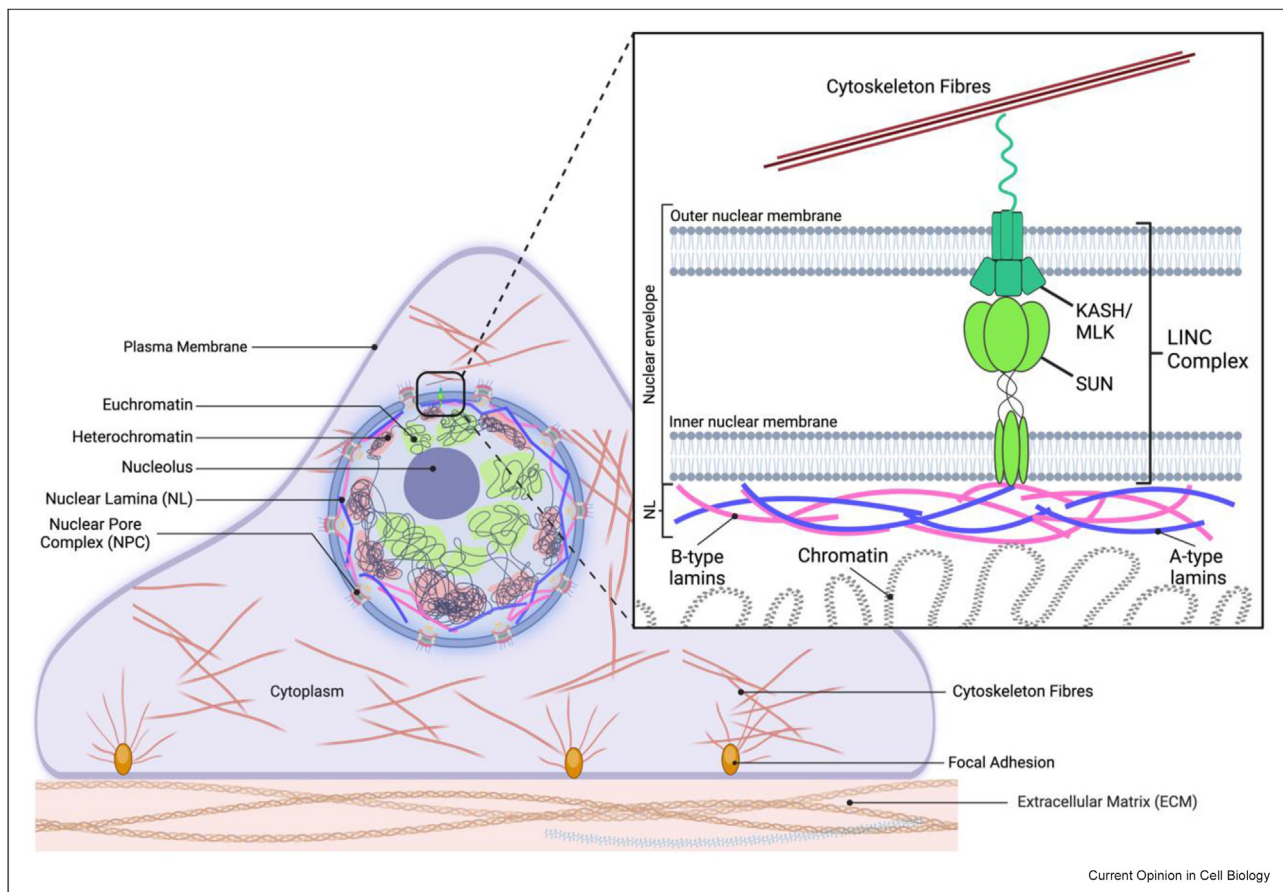 Cytoskeleton Fibres
Outer nuclear membrane
Nuclear envelope
KASH/
MLK
LINC
Complex
SUN
Inner nuclear membrane
NL
B-type
lamins
Chromatin
A-type
lamins
Plasma Membrane
Euchromatin
Heterochromatin
Nucleolus
Nuclear Lamina (NL)
Nuclear Pore
Complex (NPC)
Cytoplasm
Cytoskeleton Fibres
Focal Adhesion
Extracellular Matrix (ECM)
Current Opinion in Cell Biology